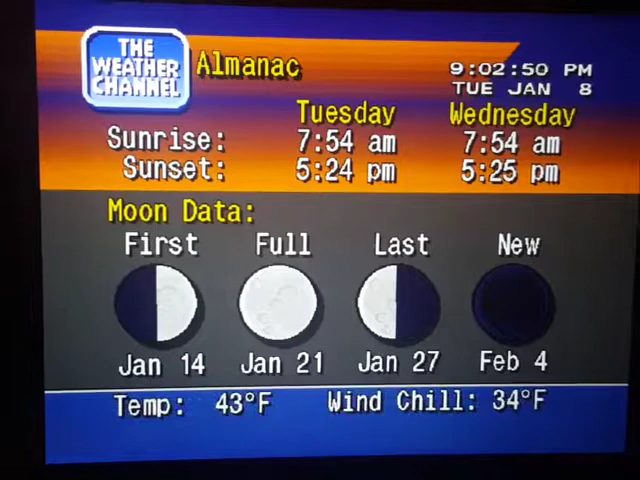 THE
WEATHER
CHANNEL
Almanac
9:02:50 PM
TUE JAN 8
Tuesday Wednesday
Sunrise: 7:54 am 7:54 am
Sunset: 5:24 pm 5:25 pm
Moon Data:
First Full Last New
Jan 14 Jan 21 Jan 27 Feb 4
Temp: 43°F Wind Chill: 34°F